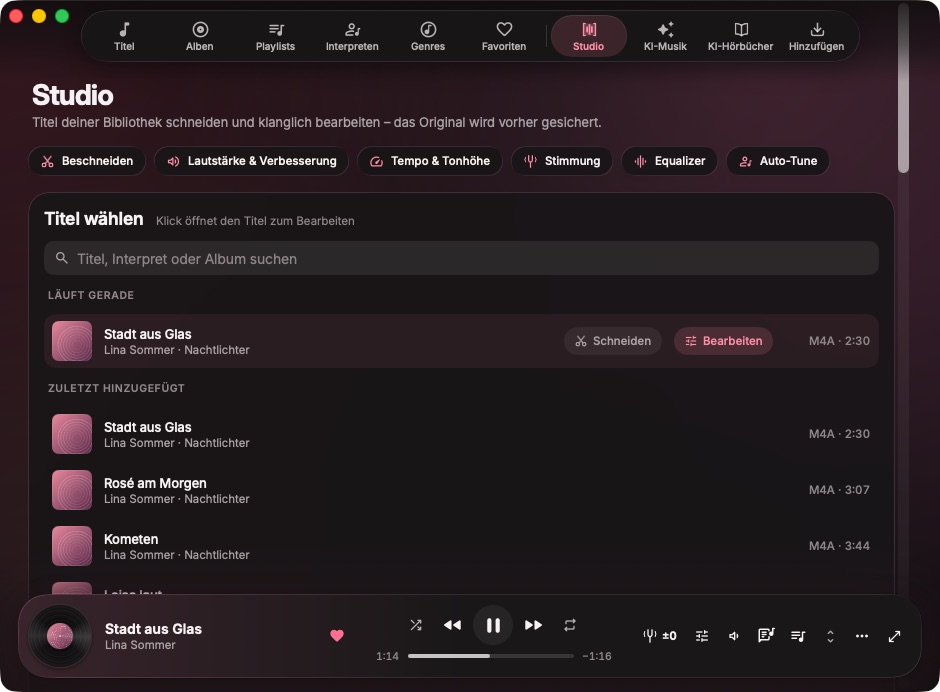 Titel
Alben
Playlists
Interpreten
Genres
Favoriten
Studio
KI-Musik
KI-Hörbücher
Hinzufügen
Studio
Titel deiner Bibliothek schneiden und klanglich bearbeiten – das Original wird vorher gesichert.
Beschneiden
Lautstärke & Verbesserung
Tempo & Tonhöhe
Stimmung
Equalizer
Auto-Tune
Titel wählen Klick öffnet den Titel zum Bearbeiten
Titel, Interpret oder Album suchen
LÄUFT GERADE
Stadt aus Glas
Lina Sommer · Nachtlichter
Schneiden
Bearbeiten
M4A · 2:30
ZULETZT HINZUGEFÜGT
Stadt aus Glas
Lina Sommer · Nachtlichter
M4A · 2:30
Rosé am Morgen
Lina Sommer · Nachtlichter
M4A · 3:07
Kometen
Lina Sommer · Nachtlichter
M4A · 3:44
Stadt aus Glas
Lina Sommer
1:14
−1:16
±0